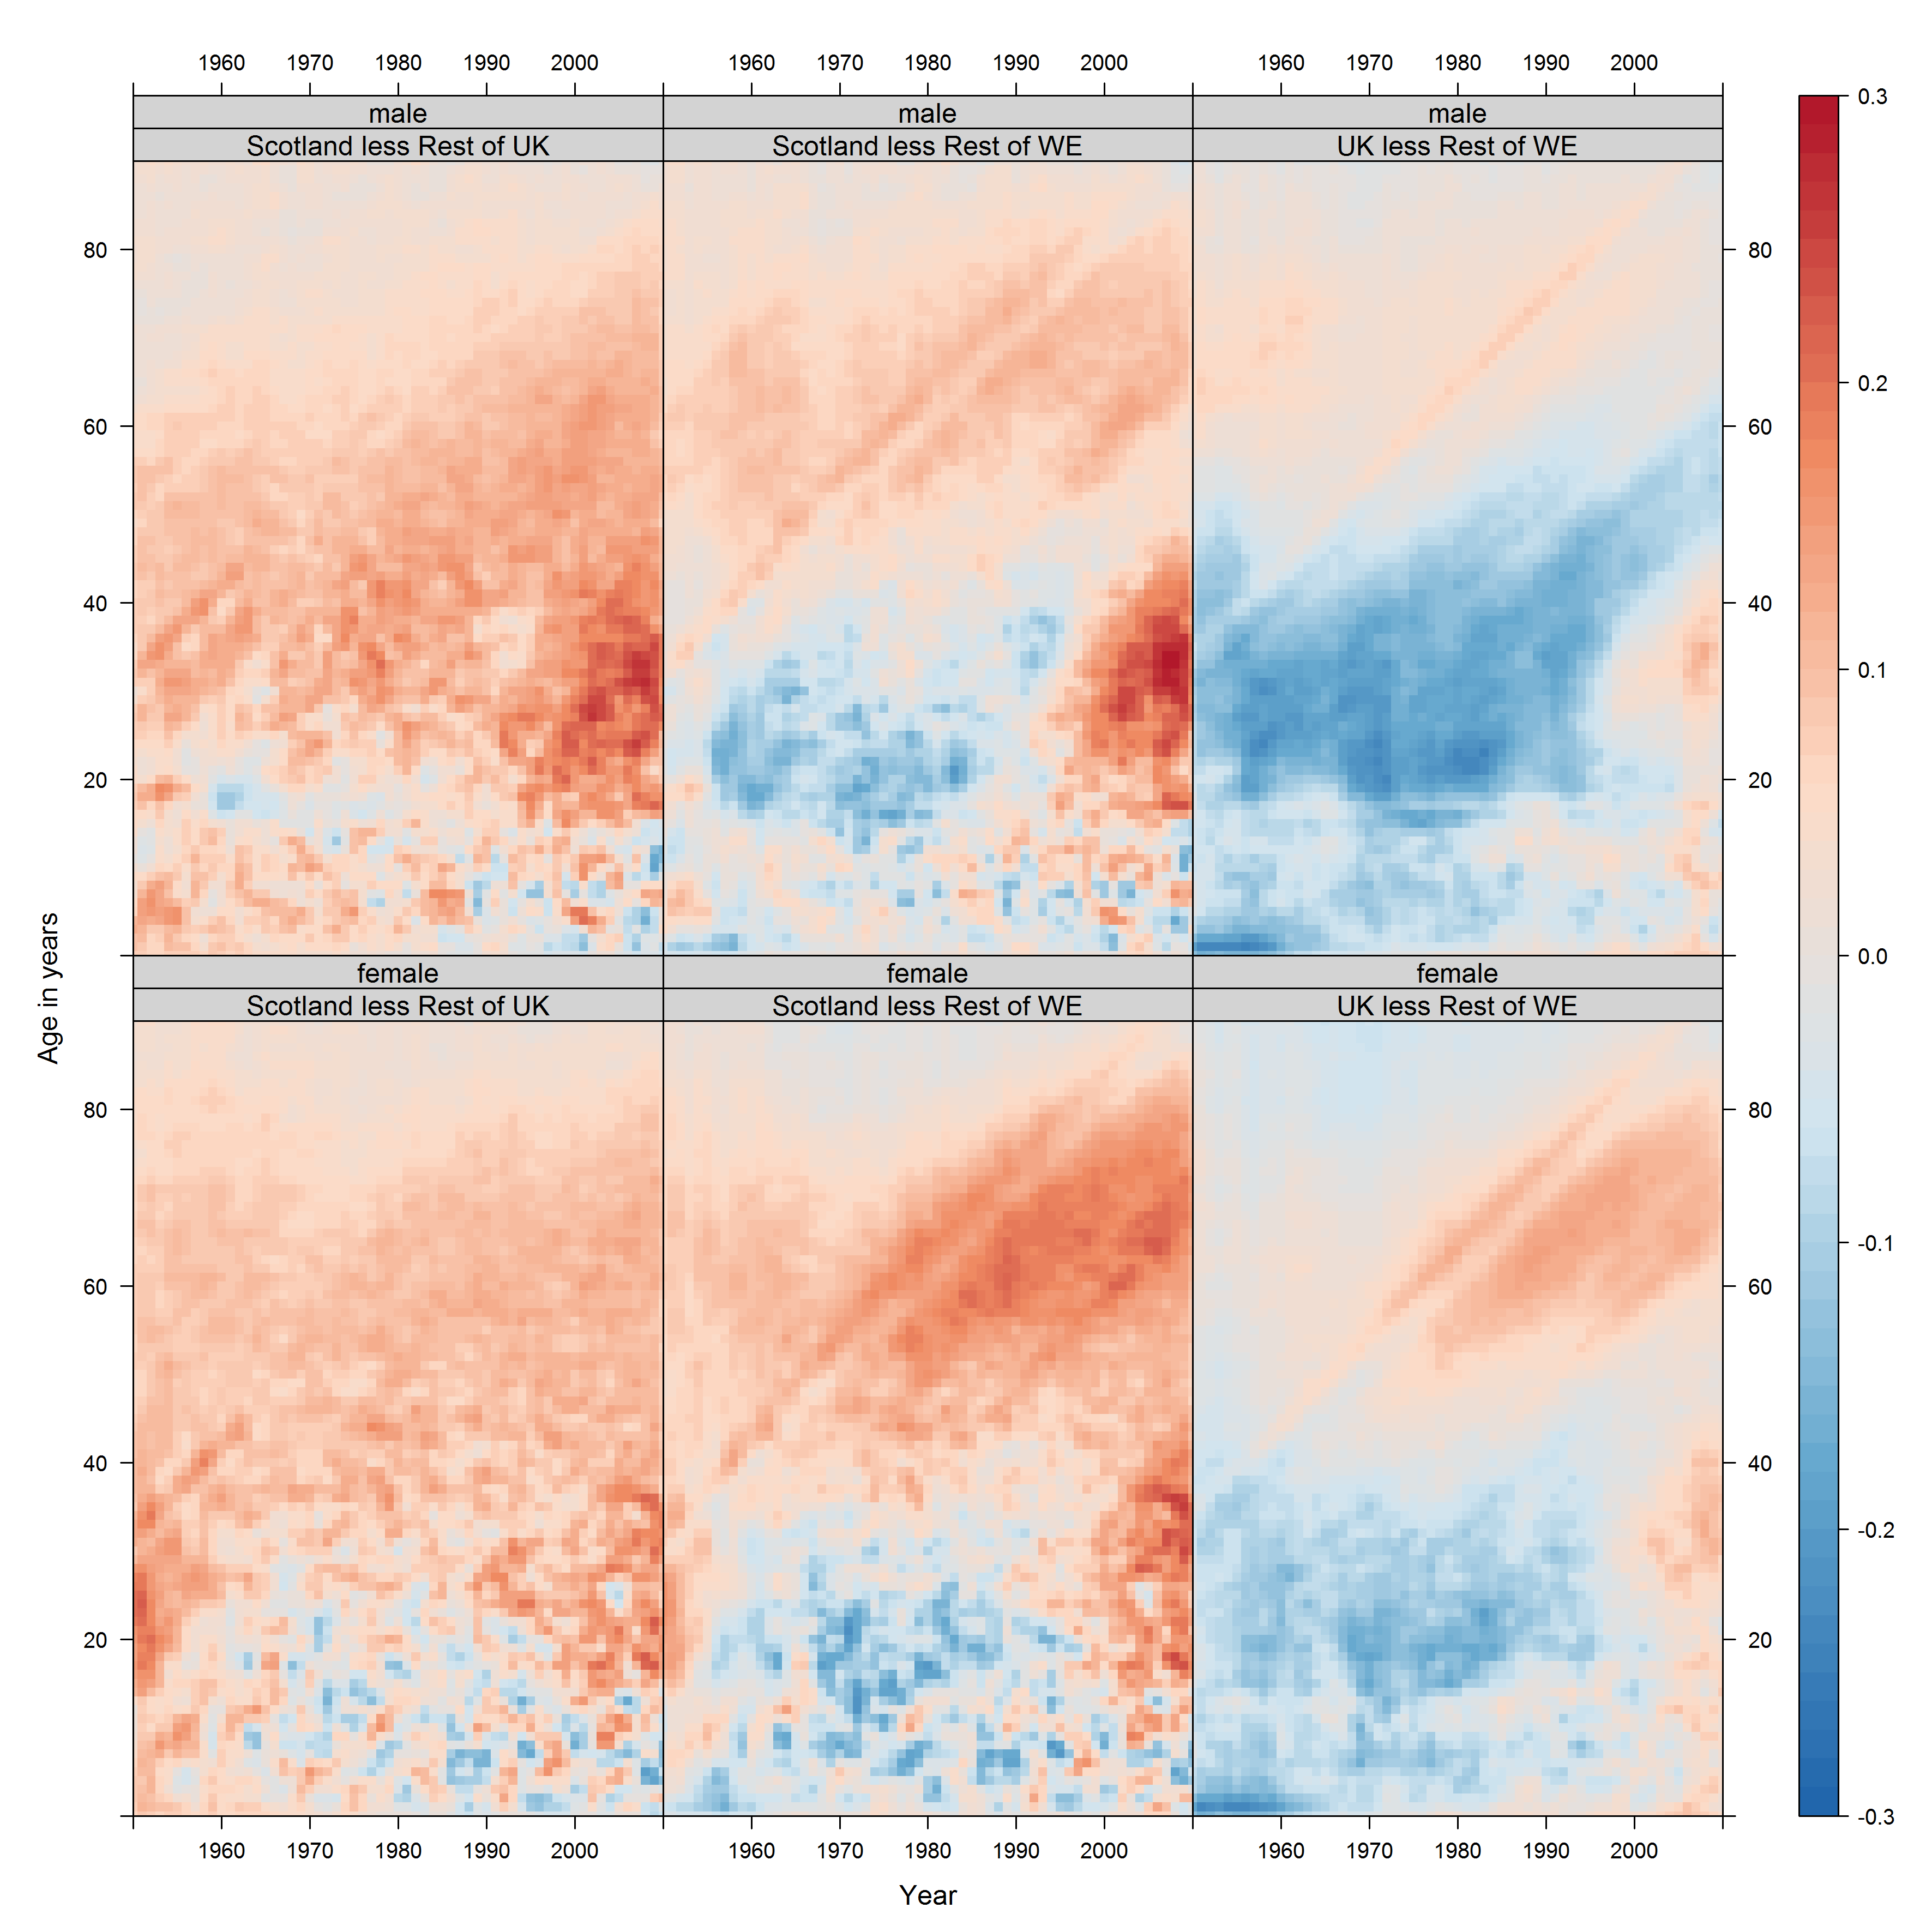 1960 1970 1980 1990 2000 1960 1970 1980 1990 2000 1960 1970 1980 1990 2000
male male male
Scotland less Rest of UK Scotland less Rest of WE UK less Rest of WE
80 80
60 60
40 40
20 20
female female female
Scotland less Rest of UK Scotland less Rest of WE UK less Rest of WE
80 80
60 60
40 40
20 20
1960 1970 1980 1990 2000 1960 1970 1980 1990 2000 1960 1970 1980 1990 2000
Year
Age in years
0.3
0.2
0.1
0.0
-0.1
-0.2
-0.3